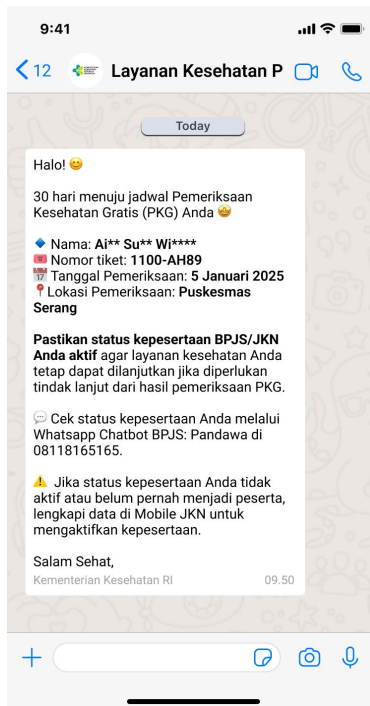 9:41
12
Layanan Kesehatan P
Today
Halo! 😊
30 hari menuju jadwal Pemeriksaan
Kesehatan Gratis (PKG) Anda 🤩
🔹 Nama: Ai** Su** Wi****
🎟️ Nomor tiket: 1100-AH89
📅 Tanggal Pemeriksaan: 5 Januari 2025
📍Lokasi Pemeriksaan: Puskesmas
Serang
Pastikan status kepesertaan BPJS/JKN
Anda aktif agar layanan kesehatan Anda
tetap dapat dilanjutkan jika diperlukan
tindak lanjut dari hasil pemeriksaan PKG.
💬 Cek status kepesertaan Anda melalui
Whatsapp Chatbot BPJS: Pandawa di
08118165165.
⚠️ Jika status kepesertaan Anda tidak
aktif atau belum pernah menjadi peserta,
lengkapi data di Mobile JKN untuk
mengaktifkan kepesertaan.
Salam Sehat,
Kementerian Kesehatan RI 09.50